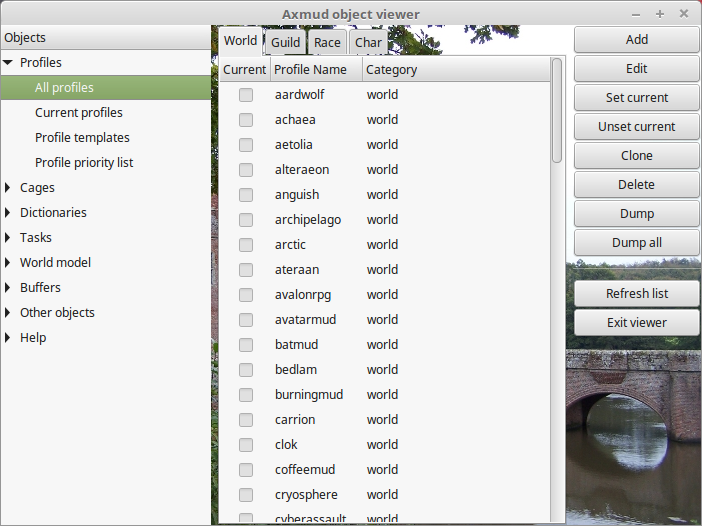 Axmud object viewer
Objects
Profiles
All profiles
Current profiles
Profile templates
Profile priority list
Cages
Dictionaries
Tasks
World model
Buffers
Other objects
Help
World Guild Race Char
Current Profile Name Category
aardwolf world
achaea world
aetolia world
alteraeon world
anguish world
archipelago world
arctic world
ateraan world
avalonrpg world
avatarmud world
batmud world
bedlam world
burningmud world
carrion world
clok world
coffeemud world
cryosphere world
cyberassault world
Add
Edit
Set current
Unset current
Clone
Delete
Dump
Dump all
Refresh list
Exit viewer